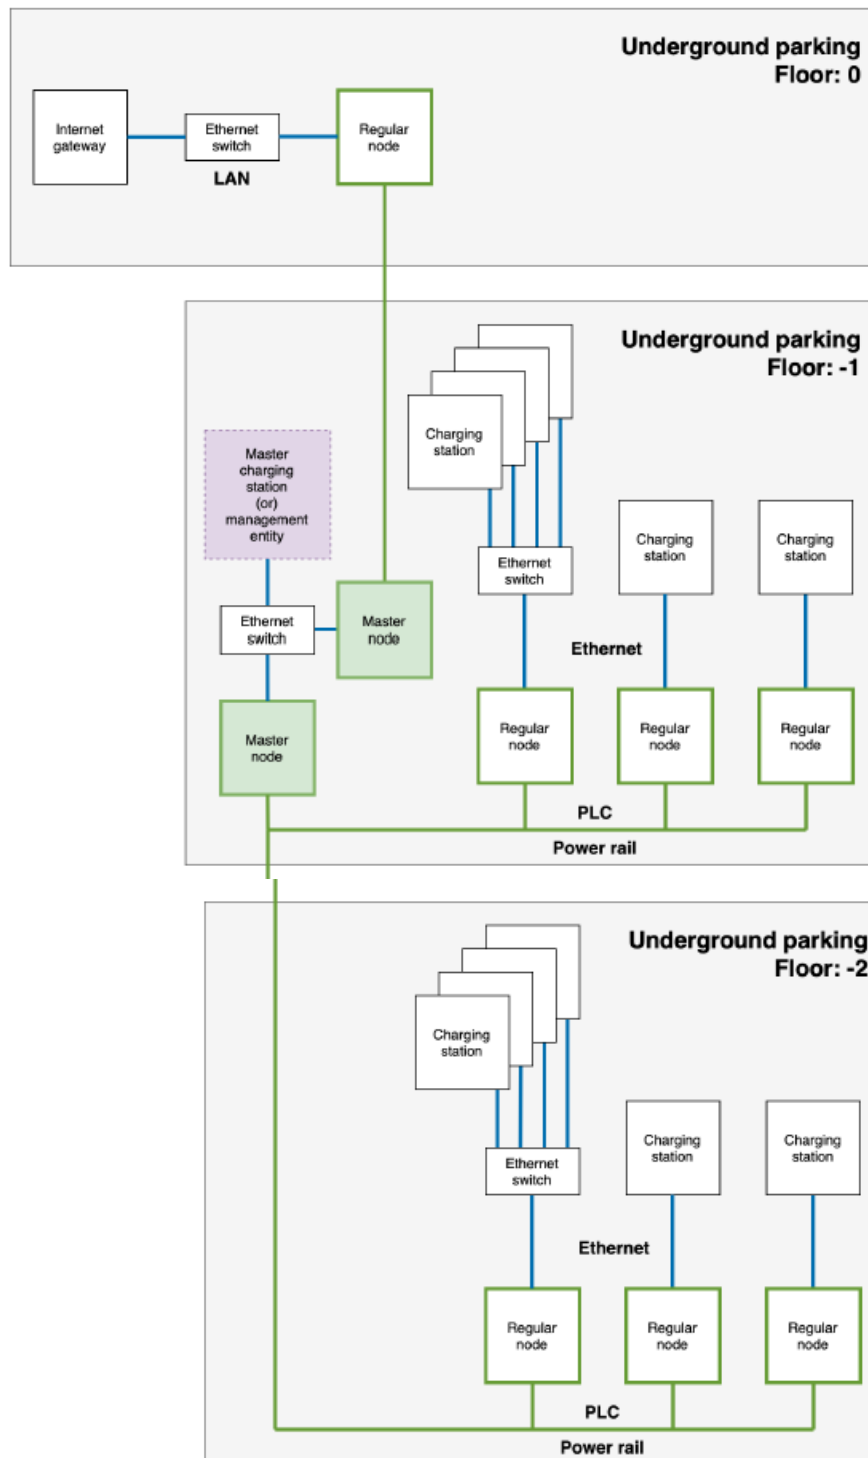 Underground parking
Floor: 0
Internet
gateway
Ethernet
switch
LAN
Regular
node
Underground parking
Floor: -1
Charging
station
Master
charging
station
(or)
management
entity
Charging
station
Charging
station
Ethernet
switch
Ethernet
switch
Master
node
Ethernet
Master
node
Regular
node
Regular
node
Regular
node
PLC
Power rail
Underground parking
Floor: -2
Charging
station
Charging
station
Charging
station
Ethernet
switch
Ethernet
Regular
node
Regular
node
Regular
node
PLC
Power rail